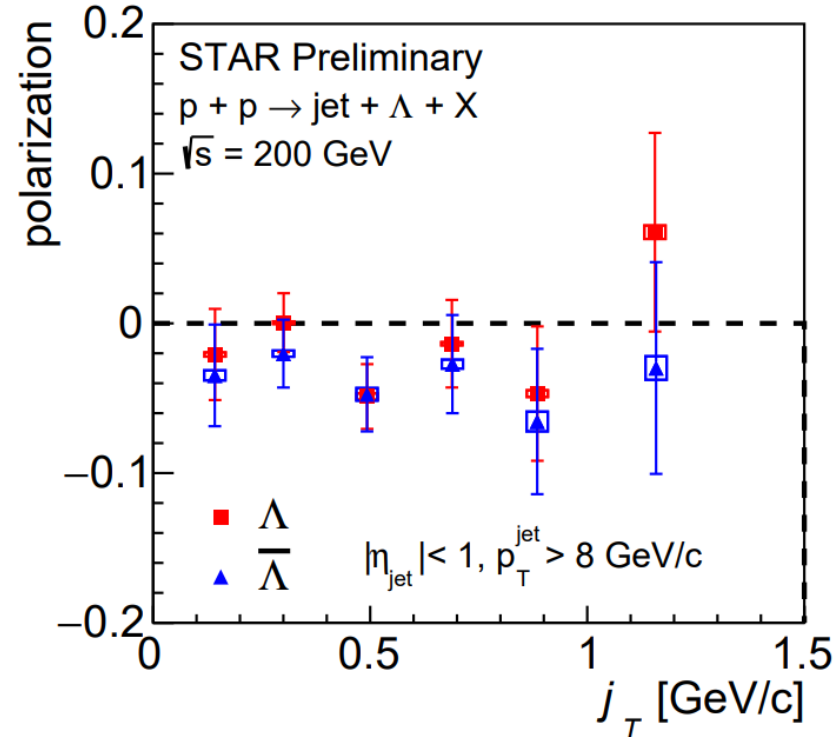 polarization
0.2
0.1
0
−0.1
−0.2
STAR Preliminary
p + p → jet + Λ + X
√s = 200 GeV
Λ
Λ̅
|η_jet| < 1, p_T^jet > 8 GeV/c
0 0.5 1 1.5
j_T [GeV/c]